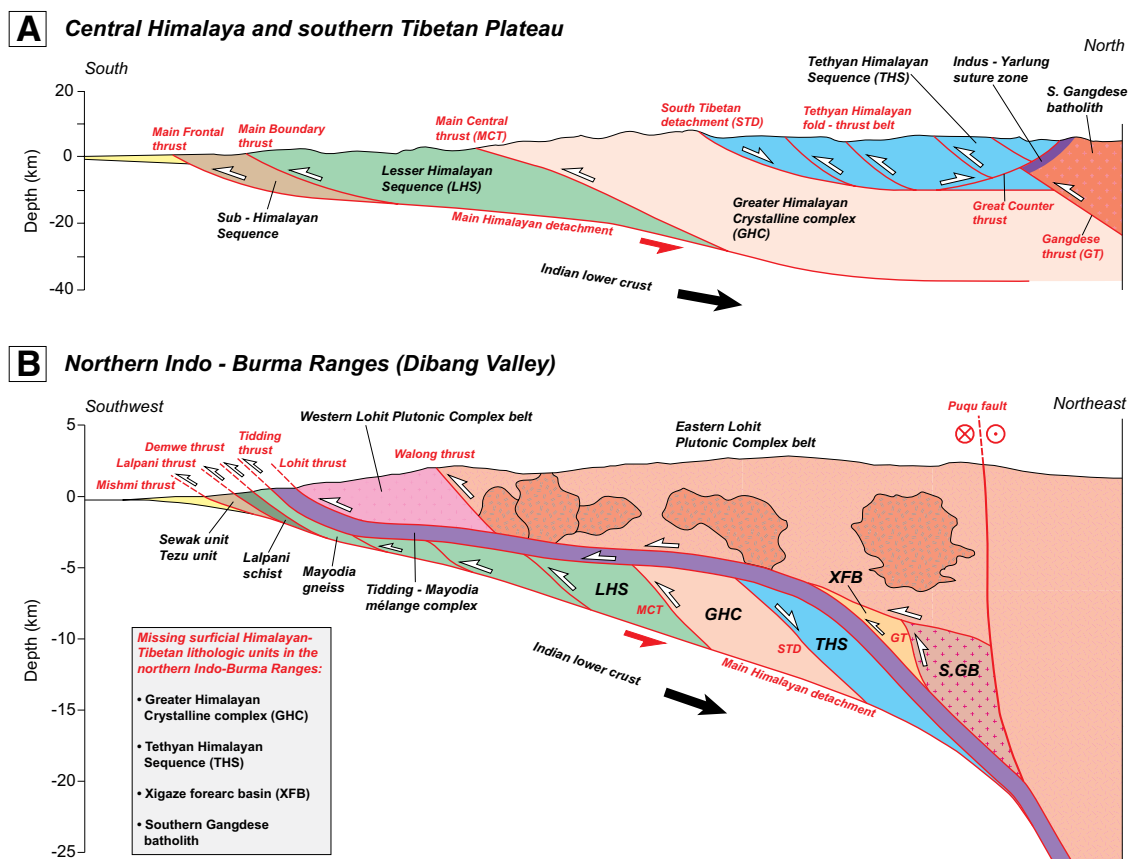 A
Central Himalaya and southern Tibetan Plateau
South
North
Tethyan Himalayan
Sequence (THS)
Indus - Yarlung
suture zone
S. Gangdese
batholith
20
0
-20
-40
Depth (km)
Main Frontal
thrust
Main Boundary
thrust
Main Central
thrust (MCT)
South Tibetan
detachment (STD)
Tethyan Himalayan
fold - thrust belt
Lesser Himalayan
Sequence (LHS)
Sub - Himalayan
Sequence
Main Himalayan detachment
Greater Himalayan
Crystalline complex
(GHC)
Great Counter
thrust
Gangdese
thrust (GT)
Indian lower crust
B
Northern Indo - Burma Ranges (Dibang Valley)
Southwest
Northeast
5
0
-5
-10
-15
-20
-25
Depth (km)
Western Lohit Plutonic Complex belt
Eastern Lohit
Plutonic Complex belt
Puqu fault
Tidding
thrust
Demwe thrust
Lalpani thrust
Mishmi thrust
Lohit thrust
Walong thrust
Sewak unit
Tezu unit
Lalpani
schist
Mayodia
gneiss
Tidding - Mayodia
mélange complex
LHS
MCT
GHC
STD
THS
XFB
GT
S.GB
Indian lower crust
Main Himalayan detachment
Missing surficial Himalayan-
Tibetan lithologic units in the
northern Indo-Burma Ranges:
• Greater Himalayan
Crystalline complex (GHC)
• Tethyan Himalayan
Sequence (THS)
• Xigaze forearc basin (XFB)
• Southern Gangdese
batholith